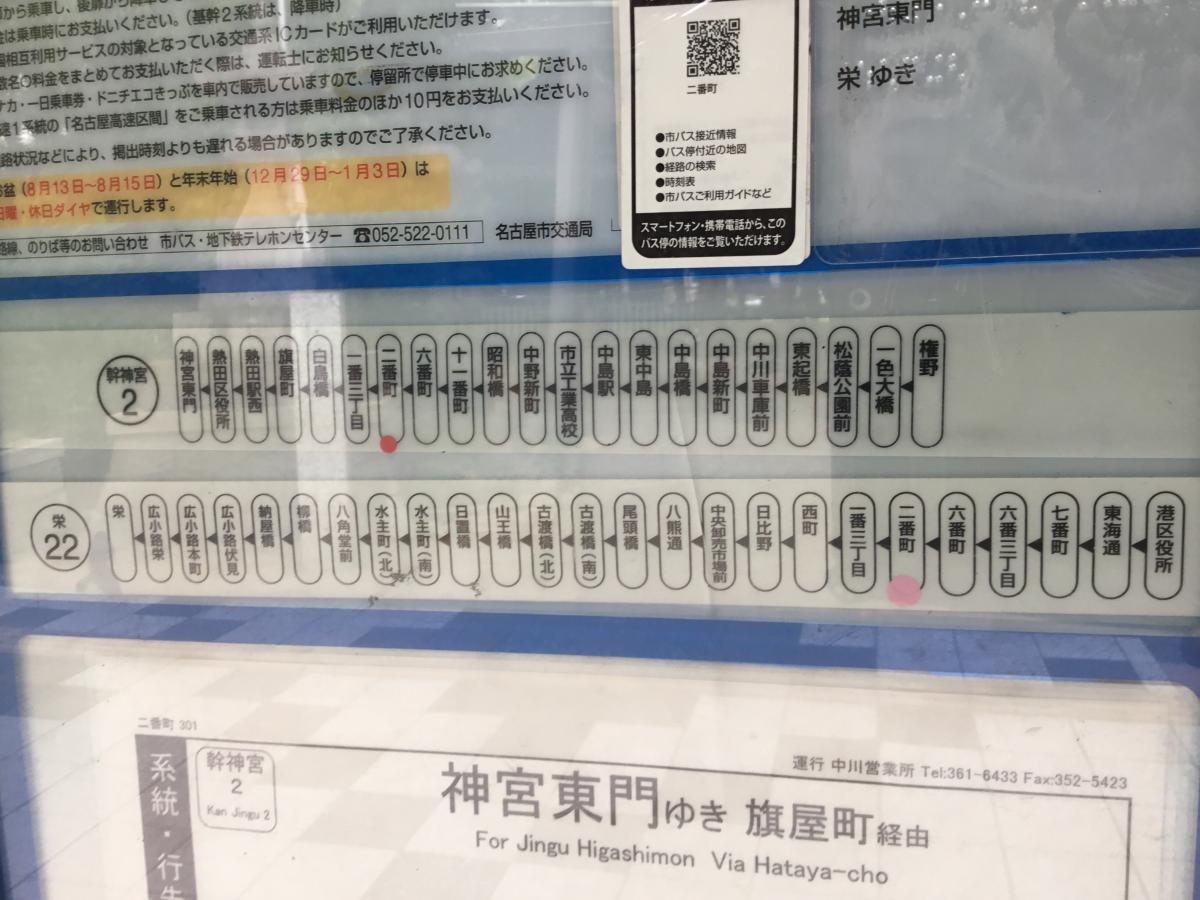 から乗車し、後扉から降車し
は乗車時にお支払いください。(基幹2系統は、降車時)
相互利用サービスの対象となっている交通系ICカードがご利用いただけます。
数名の料金をまとめてお支払いただく際は、運転士にお知らせください。
ナカ・一日乗車券・ドニチエコきっぷを車内で販売していますので、停留所で停車中にお求めください。
速1系統の「名古屋高速区間」をご乗車される方は乗車料金のほか10円をお支払いください。
路状況などにより、掲出時刻よりも遅れる場合がありますのでご了承ください。
お盆(8月13日~8月15日)と年末年始(12月29日~1月3日)は
日曜・休日ダイヤで運行します。
路線、のりば等のお問い合わせ 市バス・地下鉄テレホンセンター ☎052-522-0111
名古屋市交通局
二番町
●市バス接近情報
●バス停付近の地図
●経路の検索
●時刻表
●市バスご利用ガイドなど
スマートフォン・携帯電話から、この
バス停の情報をご覧いただけます。
神宮東門
栄 ゆき
幹神宮
2
神宮東門
熱田区役所
熱田駅西
旗屋町
白鳥橋
一番三丁目
二番町
六番町
十一番町
昭和橋
中野新町
市立工業高校
中島駅
東中島
中島橋
中島新町
中川車庫前
東起橋
松蔭公園前
一色大橋
権野
栄
22
栄
広小路栄
広小路本町
広小路伏見
納屋橋
柳橋
八角堂前
水主町(北)
水主町(南)
日置橋
山王橋
古渡橋(北)
古渡橋(南)
尾頭橋
八熊通
中央卸売市場前
日比野
西町
一番三丁目
二番町
六番町
六番三丁目
七番町
東海通
港区役所
二番町 301
系統・行先
幹神宮
2
Kan Jingu 2
神宮東門ゆき 旗屋町経由
For Jingu Higashimon Via Hataya-cho
運行 中川営業所 Tel:361-6433 Fax:352-5423